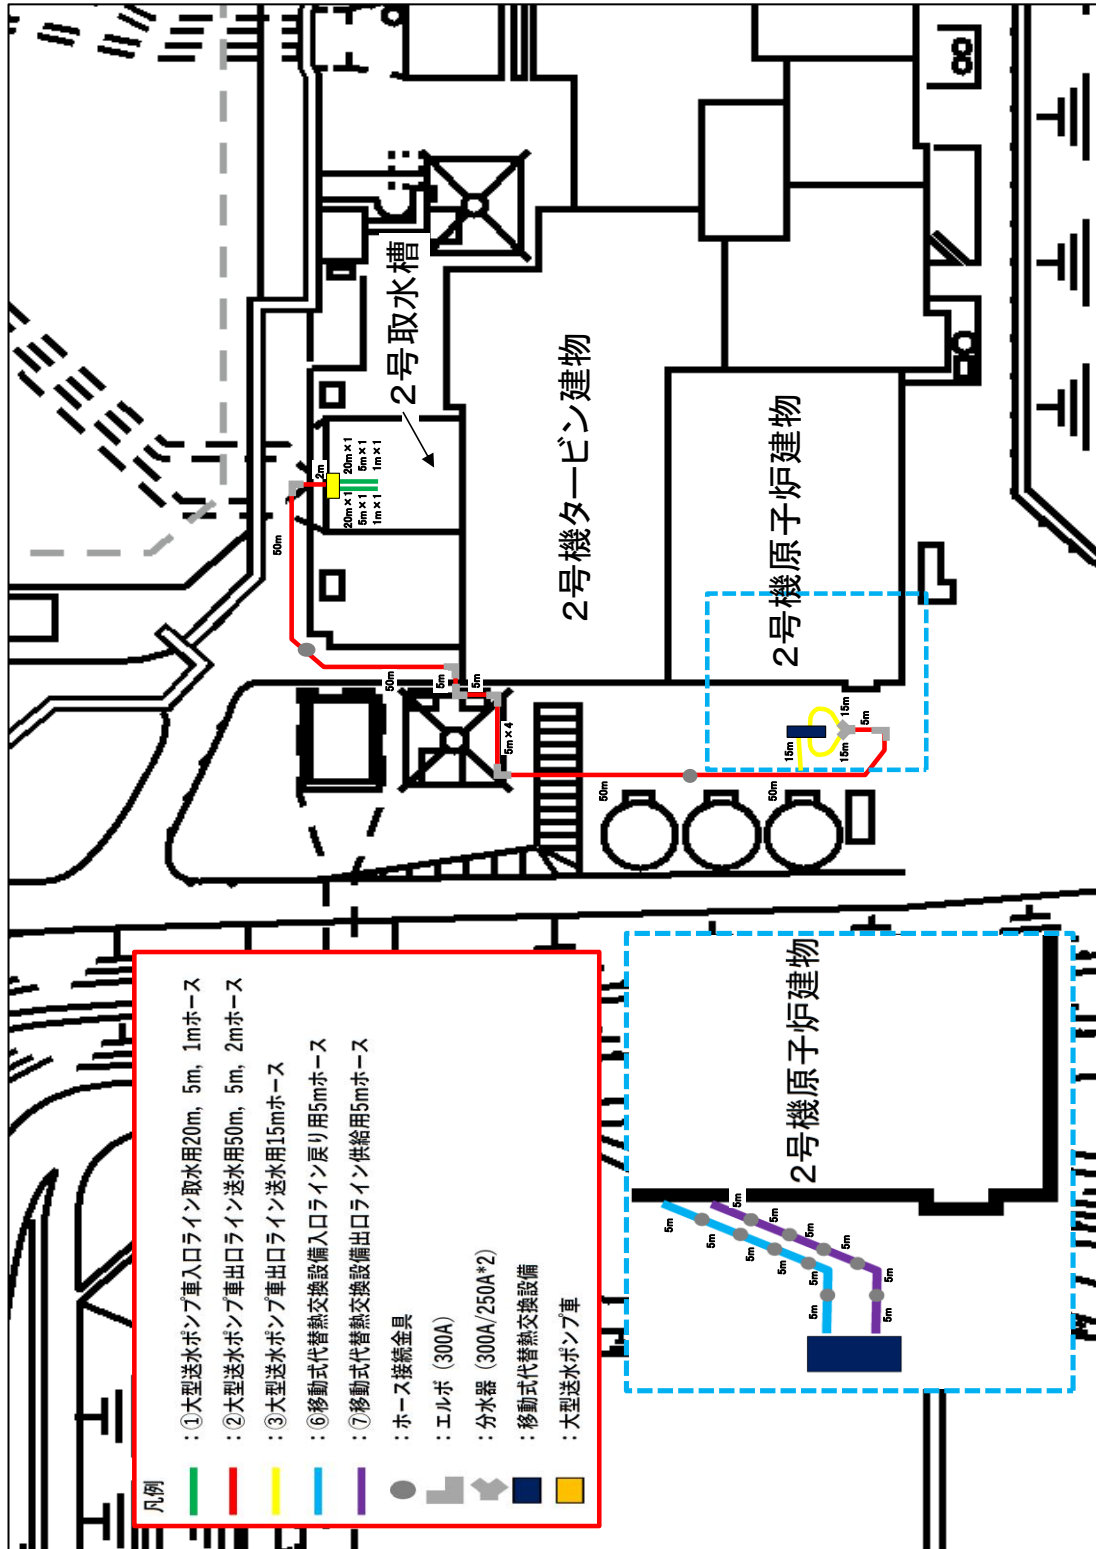 2号取水槽
20m×1
5m×1
1m×1
20m×1
5m×1
1m×1
2m
50m
50m
5m
5m
5m×4
50m
50m
2号機タービン建物
2号機原子炉建物
15m
15m
15m
5m
凡例
：①大型送水ポンプ車入口ライン取水用20m，5m，1mホース
：②大型送水ポンプ車出口ライン送水用50m，5m，2mホース
：③大型送水ポンプ車出口ライン送水用15mホース
：⑥移動式代替熱交換設備入口ライン戻り用5mホース
：⑦移動式代替熱交換設備出口ライン供給用5mホース
：ホース接続金具
：エルボ（300A）
：分水器（300A/250A*2）
：移動式代替熱交換設備
：大型送水ポンプ車
2号機原子炉建物
5m
5m
5m
5m
5m
5m
5m
5m
5m
5m
5m
5m